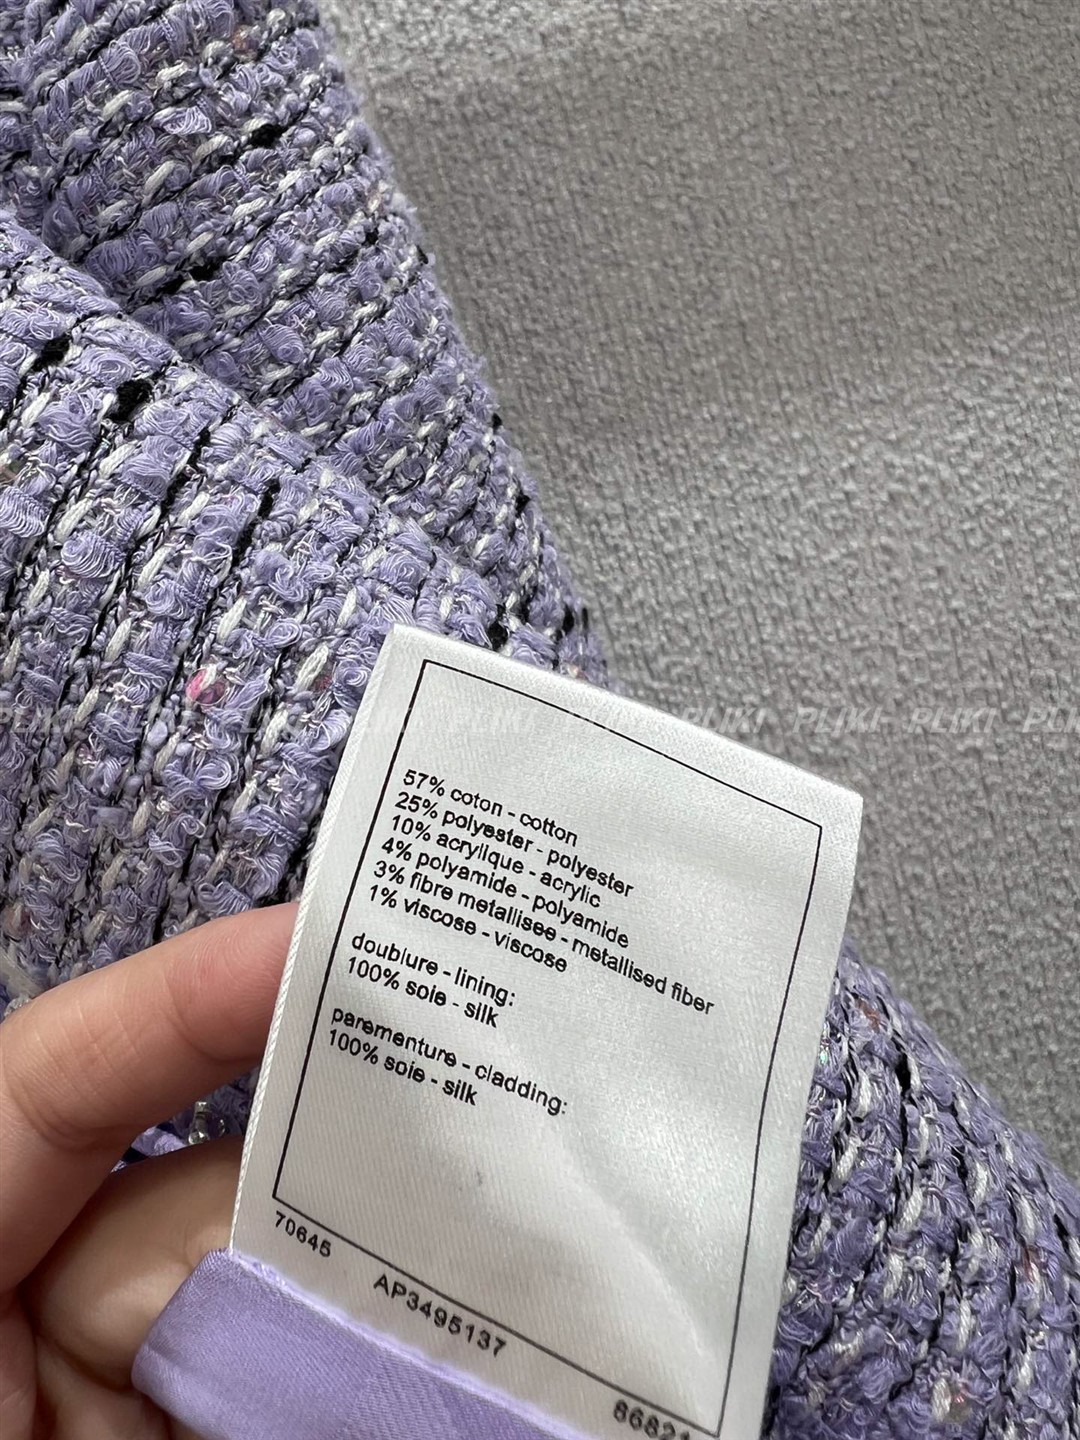 PLIKI PLIKI PLIKI PLIKI PLIKI
57% coton - cotton
25% polyester - polyester
10% acrylique - acrylic
4% polyamide - polyamide
3% fibre metallisee - metallised fiber
1% viscose - viscose
doublure - lining:
100% soie - silk
parementure - cladding:
100% soie - silk
70645
AP3495137
86821